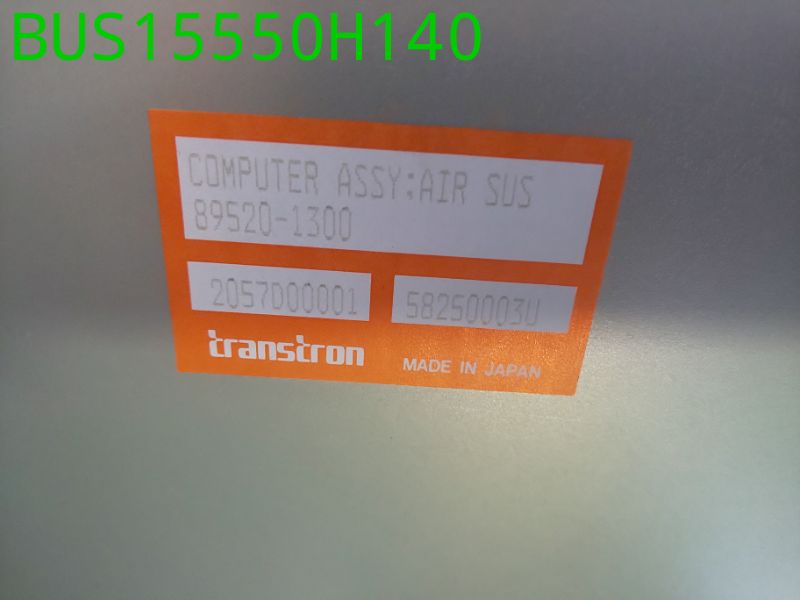 BUS15550H140
COMPUTER ASSY;AIR SUS
89520-1300
2057D00001 58250003U
transtron MADE IN JAPAN